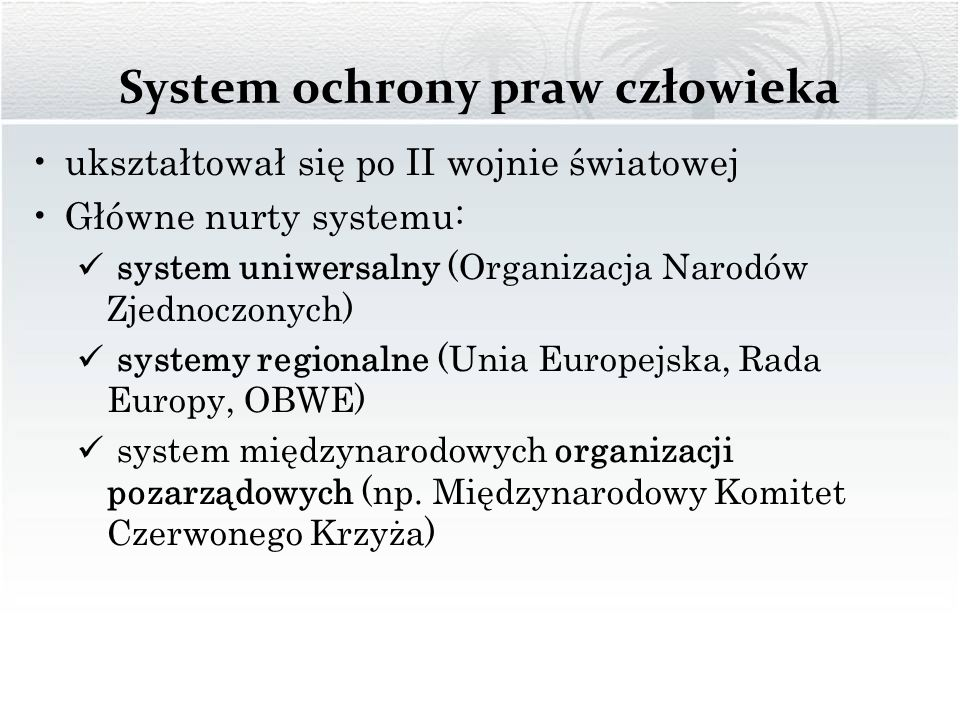 System ochrony praw człowieka
• ukształtował się po II wojnie światowej
• Główne nurty systemu:
✓ system uniwersalny (Organizacja Narodów
Zjednoczonych)
✓ systemy regionalne (Unia Europejska, Rada
Europy, OBWE)
✓ system międzynarodowych organizacji
pozarządowych (np. Międzynarodowy Komitet
Czerwonego Krzyża)